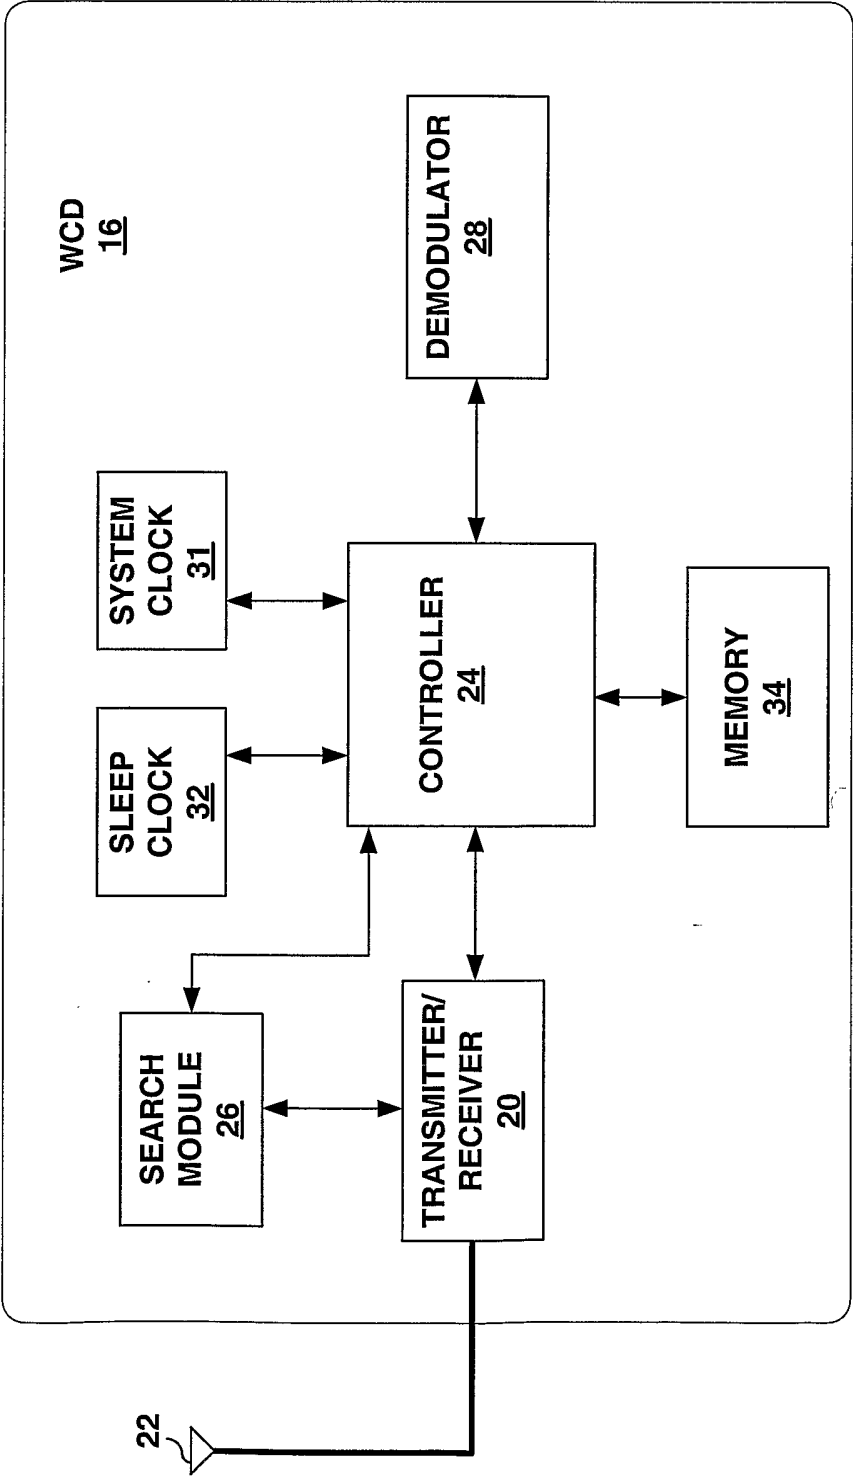 WCD
16
SEARCH
MODULE
26
SLEEP
CLOCK
32
SYSTEM
CLOCK
31
22
TRANSMITTER/
RECEIVER
20
CONTROLLER
24
DEMODULATOR
28
MEMORY
34